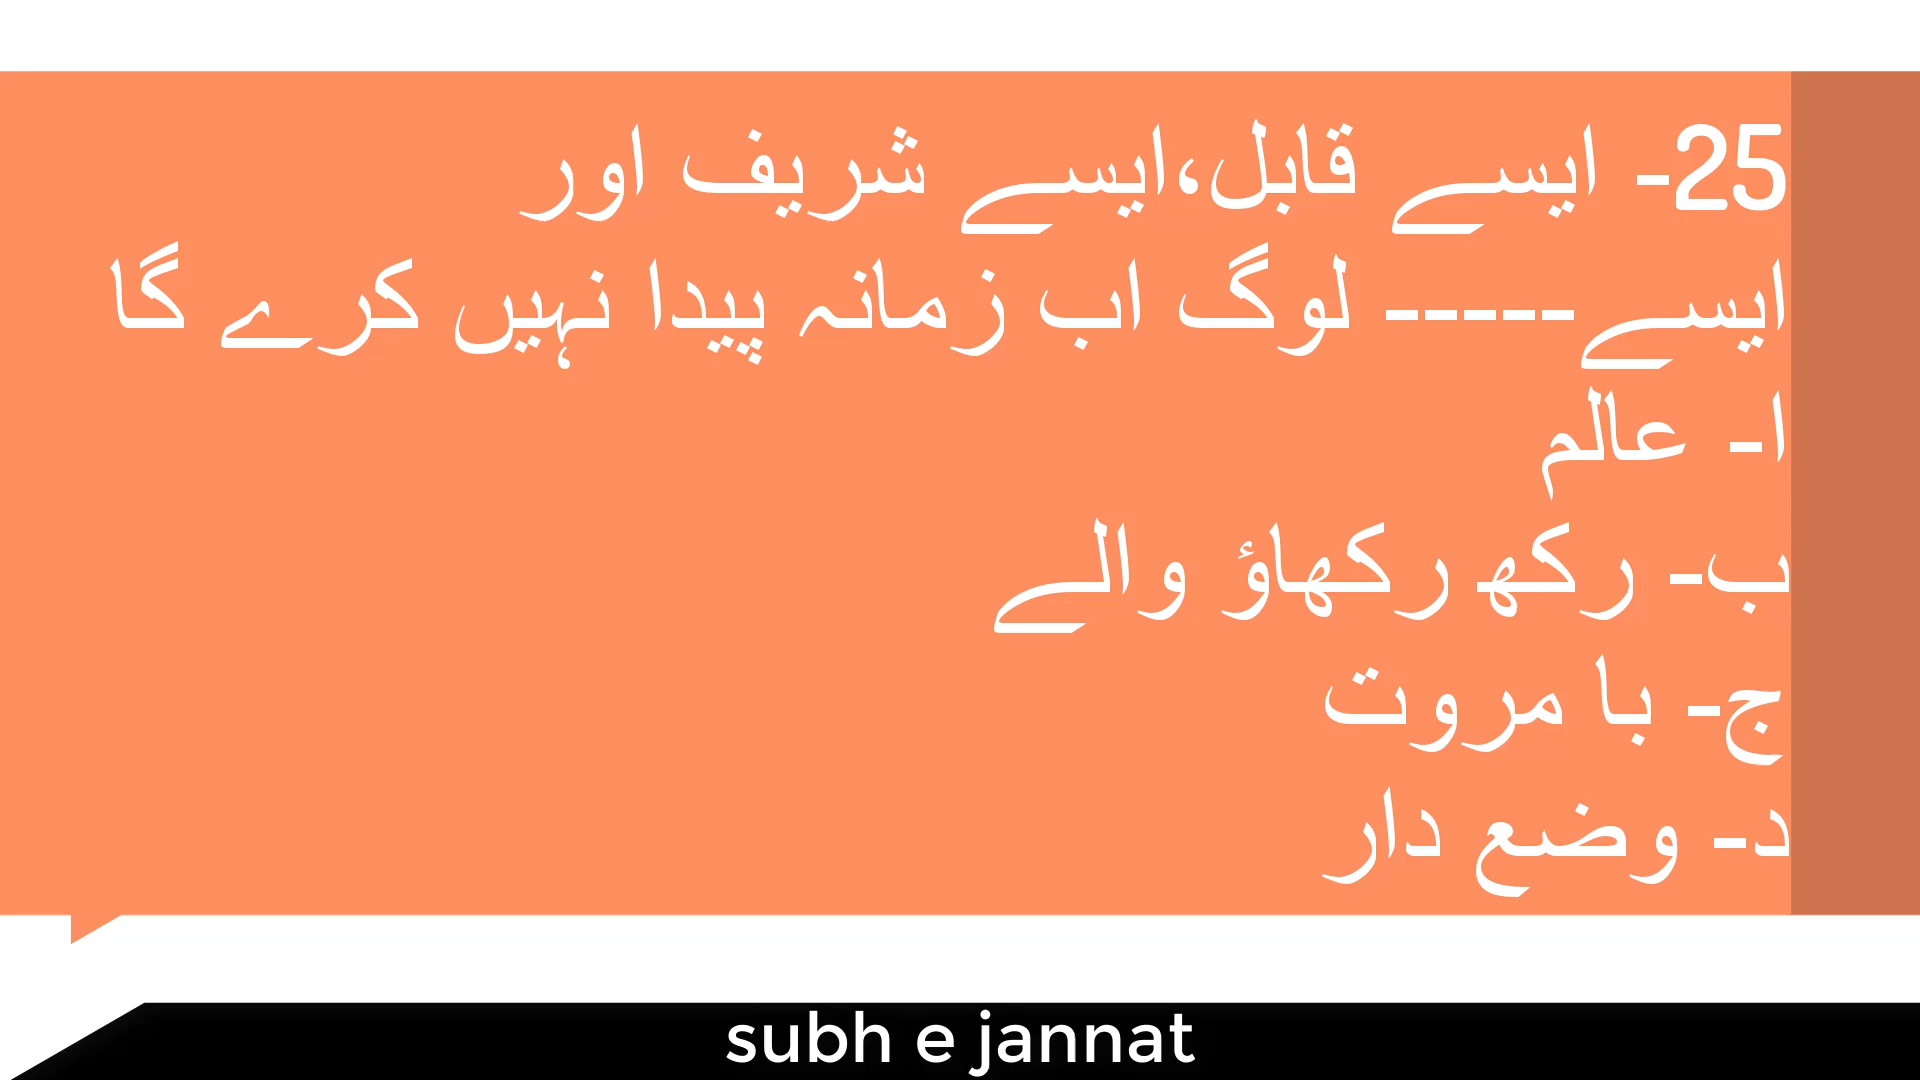 25- ایسے قابل،ایسے شریف اور
ایسے----- لوگ اب زمانہ پیدا نہیں کرے گا
ا- عالم
ب- رکھ رکھاؤ والے
ج- با مروت
د- وضع دار
subh e jannat